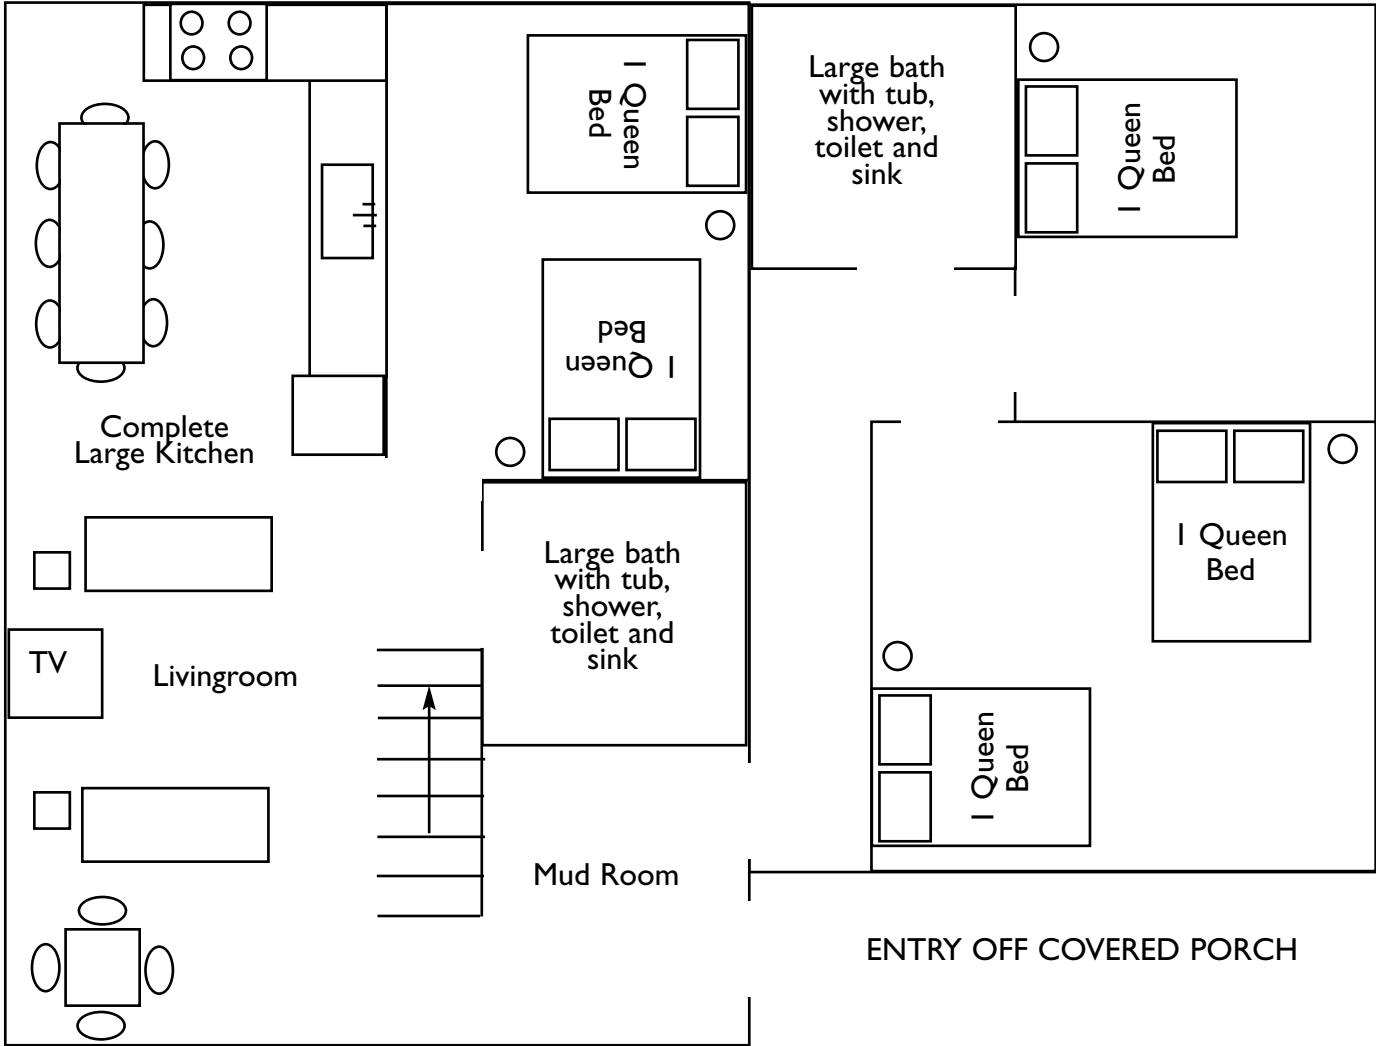 I Queen
Bed
Large bath
with tub,
shower,
toilet and
sink
I Queen
Bed
I Queen
Bed
Complete
Large Kitchen
I Queen
Bed
Large bath
with tub,
shower,
toilet and
sink
TV
Livingroom
I Queen
Bed
Mud Room
ENTRY OFF COVERED PORCH